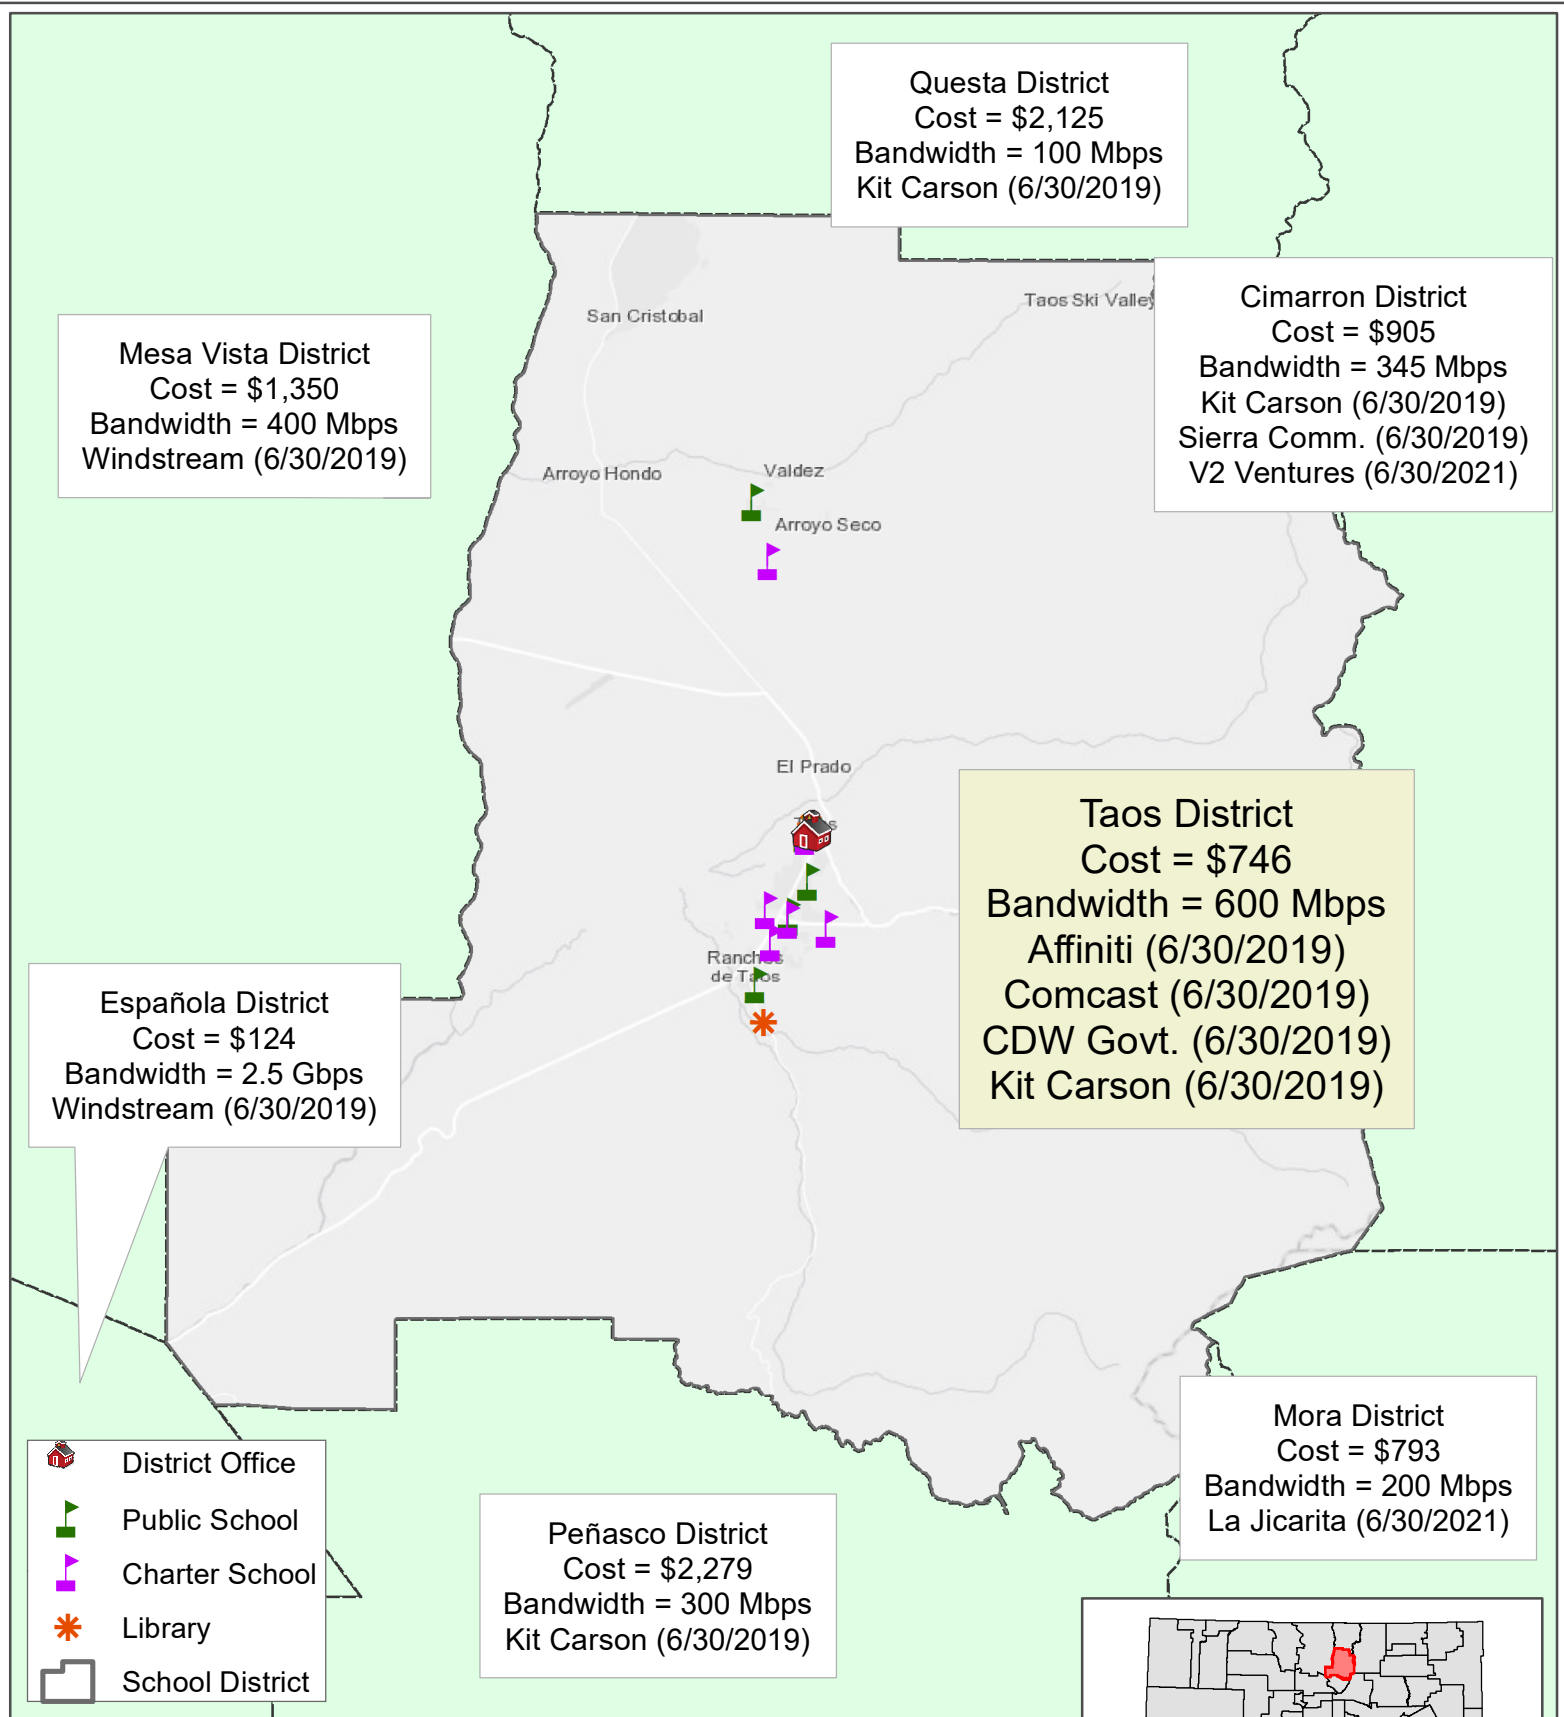 Questa District
Cost = $2,125
Bandwidth = 100 Mbps
Kit Carson (6/30/2019)
San Cristobal
Taos Ski Valley
Cimarron District
Cost = $905
Bandwidth = 345 Mbps
Kit Carson (6/30/2019)
Sierra Comm. (6/30/2019)
V2 Ventures (6/30/2021)
Mesa Vista District
Cost = $1,350
Bandwidth = 400 Mbps
Windstream (6/30/2019)
Arroyo Hondo
Valdez
Arroyo Seco
El Prado
Taos
Taos District
Cost = $746
Bandwidth = 600 Mbps
Affiniti (6/30/2019)
Comcast (6/30/2019)
CDW Govt. (6/30/2019)
Kit Carson (6/30/2019)
Ranchos
de Taos
Española District
Cost = $124
Bandwidth = 2.5 Gbps
Windstream (6/30/2019)
Mora District
Cost = $793
Bandwidth = 200 Mbps
La Jicarita (6/30/2021)
Peñasco District
Cost = $2,279
Bandwidth = 300 Mbps
Kit Carson (6/30/2019)
District Office
Public School
Charter School
Library
School District